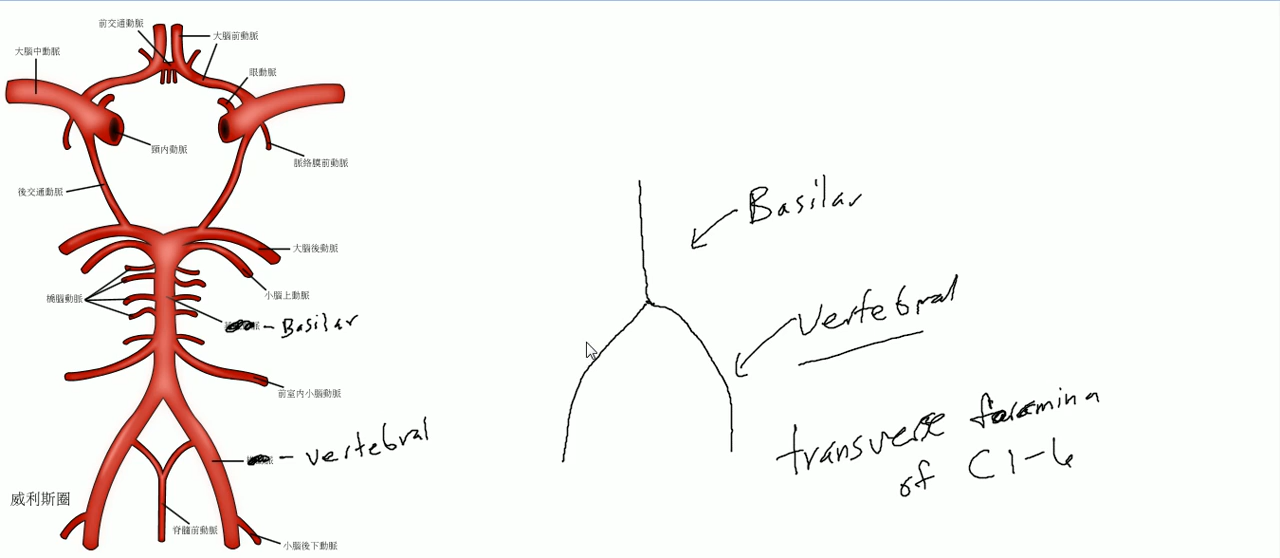 前交通動脈
大腦前動脈
大腦中動脈
眼動脈
頸內動脈
脈絡膜前動脈
後交通動脈
大腦後動脈
小腦上動脈
橋腦動脈
- Basilar
前室內小腦動脈
- vertebral
威利斯圈
脊髓前動脈
小腦後下動脈
Basilar
Vertebral
transverse foramina
of C1-6